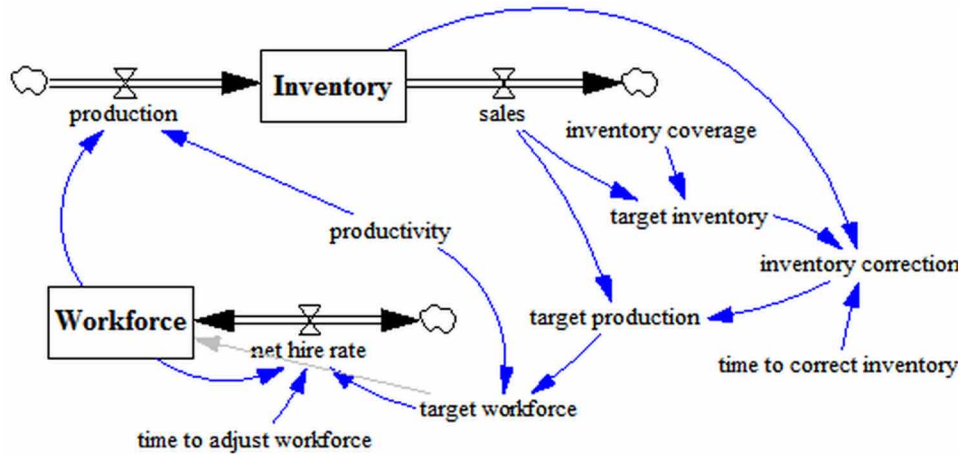 Inventory
production
sales
inventory coverage
target inventory
productivity
inventory correction
Workforce
target production
net hire rate
time to correct inventory
target workforce
time to adjust workforce